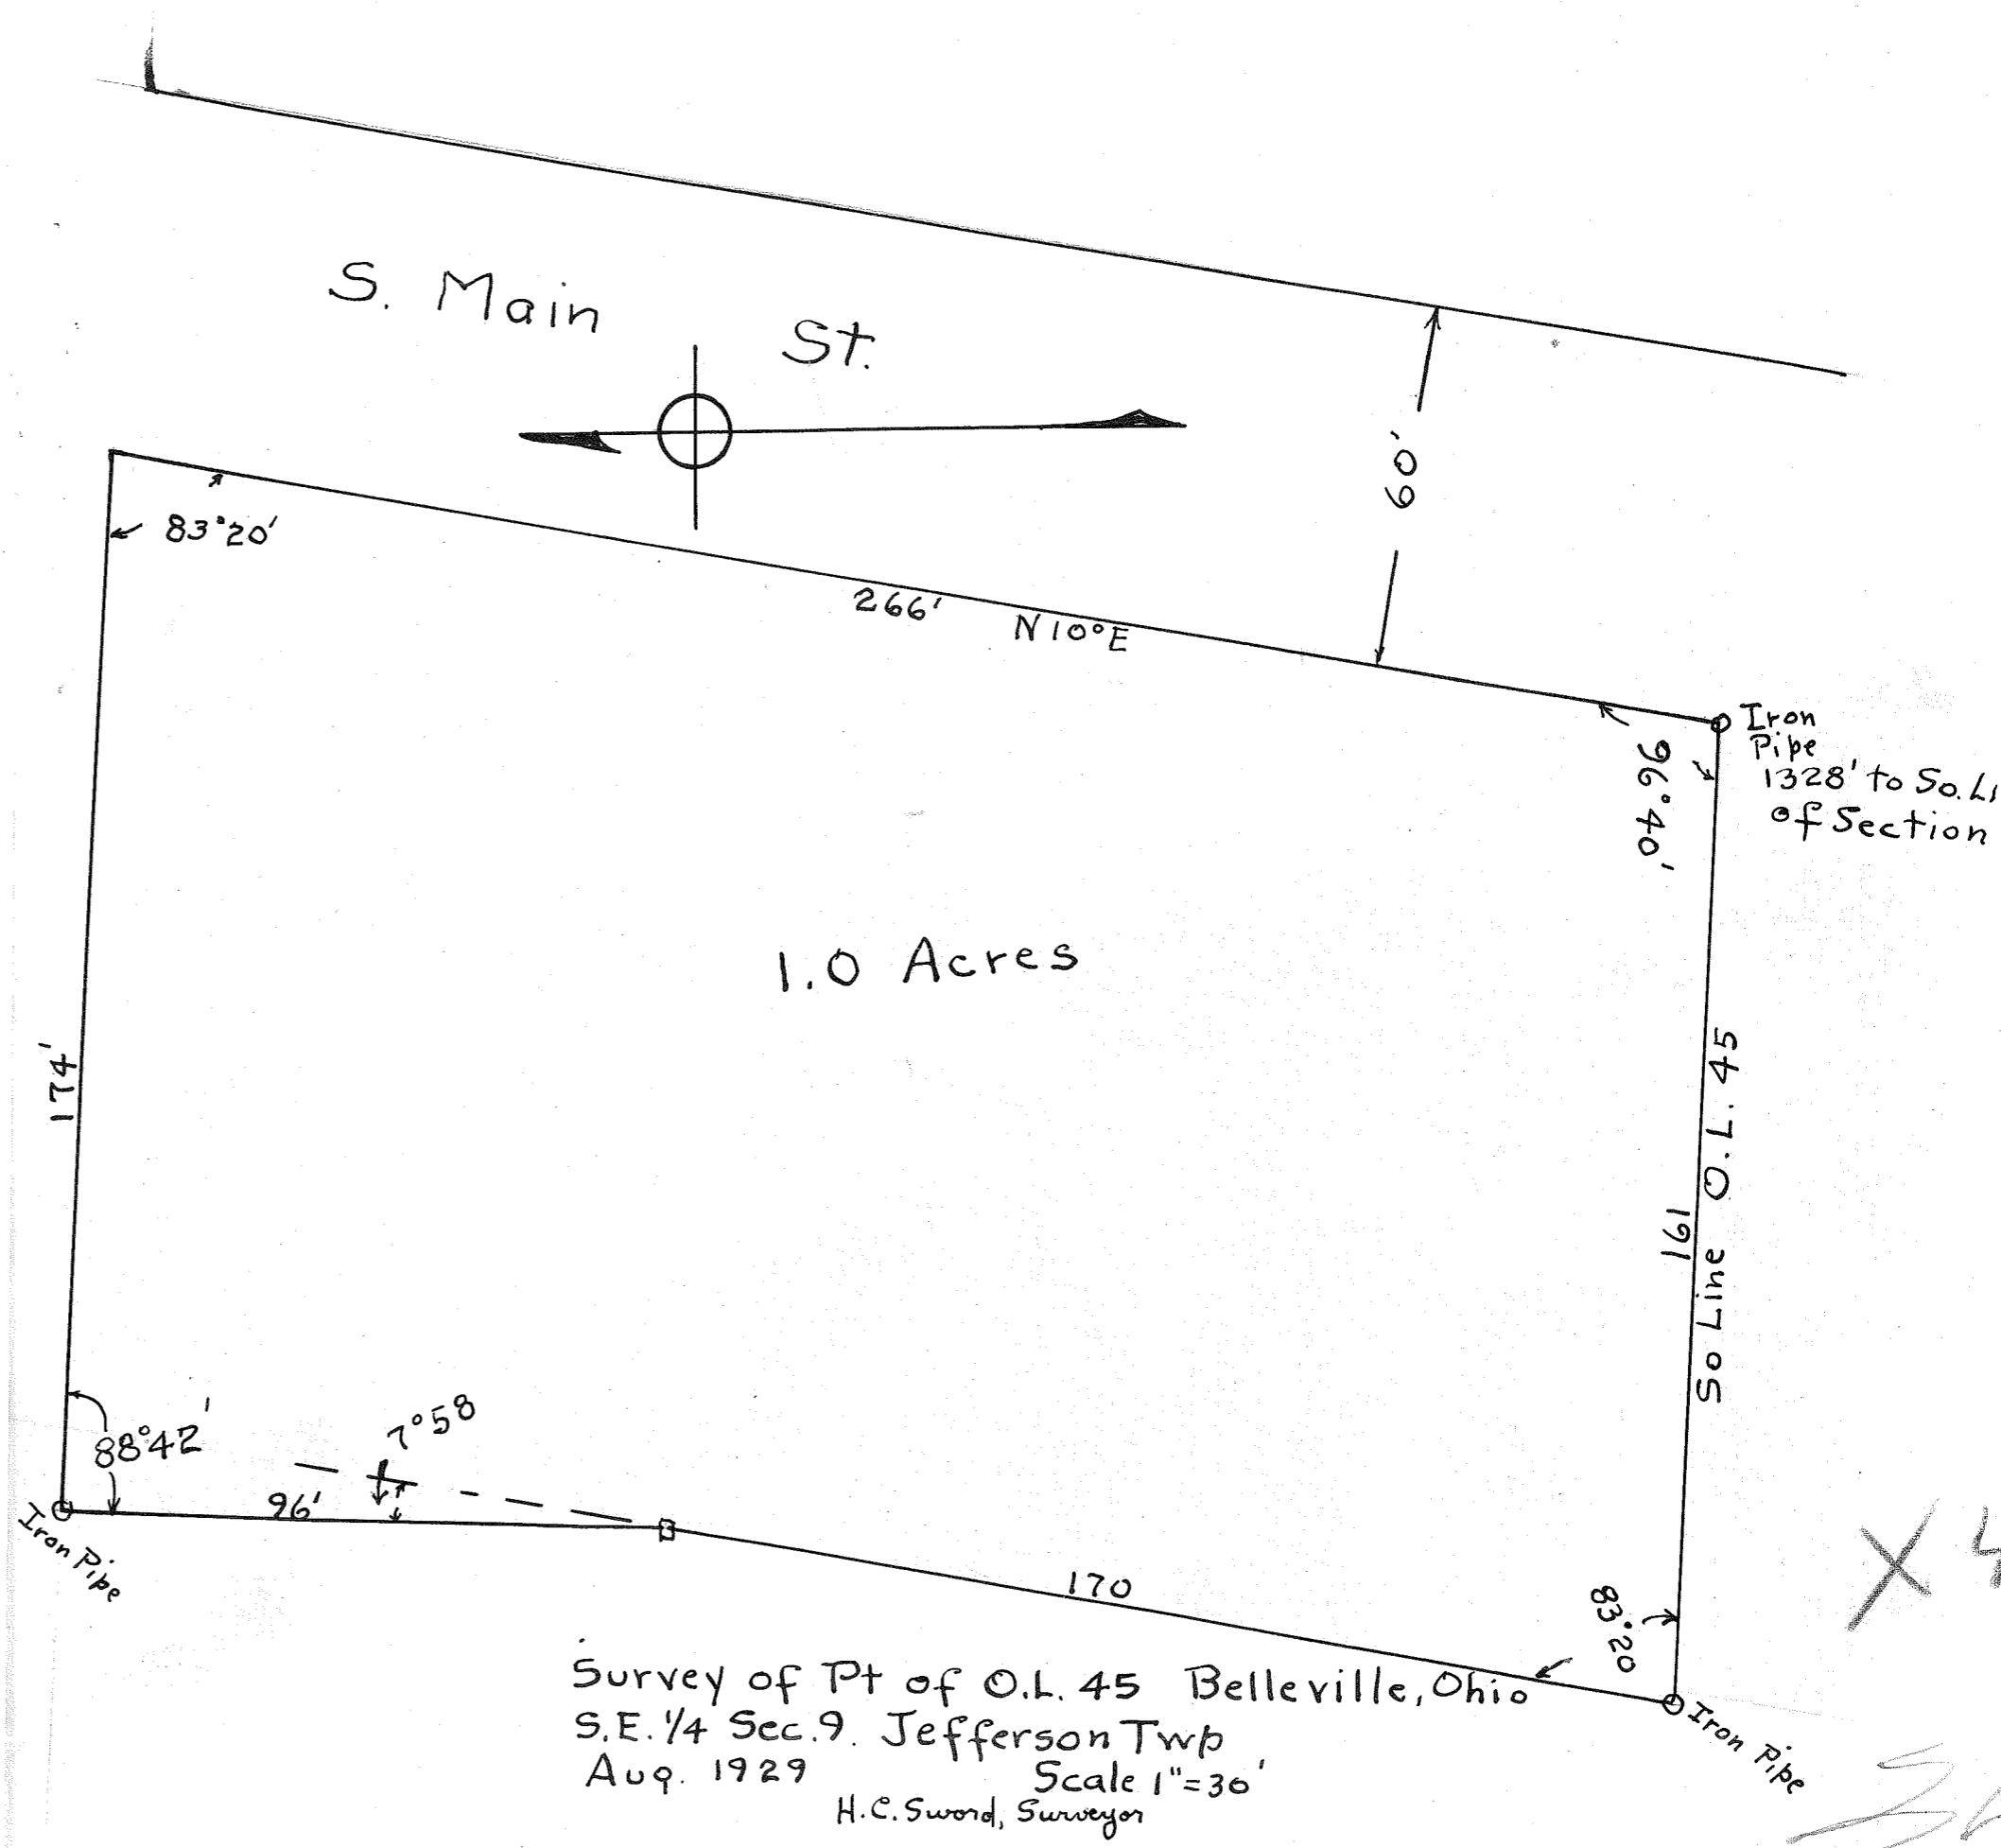 S. Main St.
60'
83°20'
266' N10°E
Iron
Pipe
1328' to So. Li
of Section
96°40'
1.0 Acres
174'
161
So Line O.L. 45
88°42'
7°58
96'
Iron Pipe
170
83°20
Iron Pipe
Survey of Pt of O.L. 45 Belleville, Ohio
S.E. 1/4 Sec. 9. Jefferson Twp
Aug. 1929 Scale 1"=30'
H.C. Sword, Surveyor
X